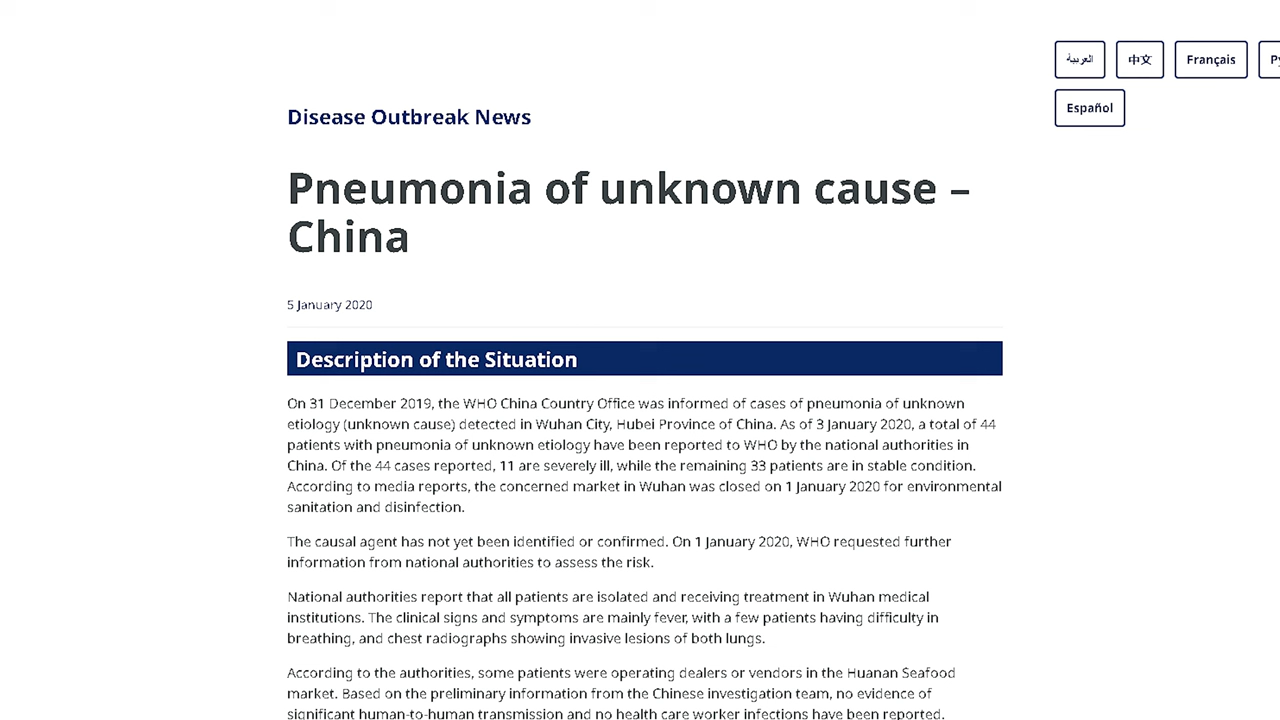 العربية
中文
Français
Español
Disease Outbreak News
Pneumonia of unknown cause –
China
5 January 2020
Description of the Situation
On 31 December 2019, the WHO China Country Office was informed of cases of pneumonia of unknown
etiology (unknown cause) detected in Wuhan City, Hubei Province of China. As of 3 January 2020, a total of 44
patients with pneumonia of unknown etiology have been reported to WHO by the national authorities in
China. Of the 44 cases reported, 11 are severely ill, while the remaining 33 patients are in stable condition.
According to media reports, the concerned market in Wuhan was closed on 1 January 2020 for environmental
sanitation and disinfection.
The causal agent has not yet been identified or confirmed. On 1 January 2020, WHO requested further
information from national authorities to assess the risk.
National authorities report that all patients are isolated and receiving treatment in Wuhan medical
institutions. The clinical signs and symptoms are mainly fever, with a few patients having difficulty in
breathing, and chest radiographs showing invasive lesions of both lungs.
According to the authorities, some patients were operating dealers or vendors in the Huanan Seafood
market. Based on the preliminary information from the Chinese investigation team, no evidence of
significant human-to-human transmission and no health care worker infections have been reported.